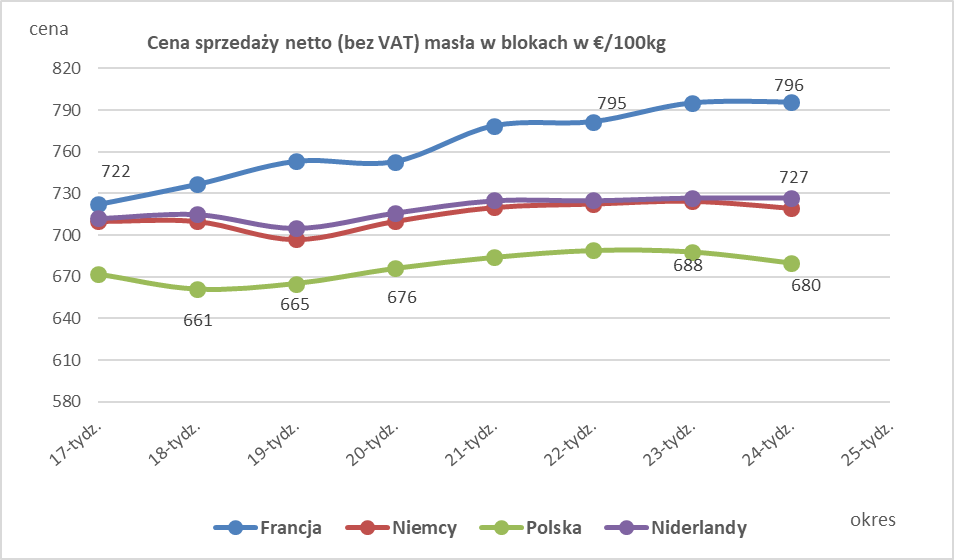 cena
Cena sprzedaży netto (bez VAT) masła w blokach w €/100kg
820
790
760
730
700
670
640
610
580
722
795
796
727
661
665
676
688
680
17-tydz.
18-tydz.
19-tydz.
20-tydz.
21-tydz.
22-tydz.
23-tydz.
24-tydz.
25-tydz.
Francja Niemcy Polska Niderlandy
okres